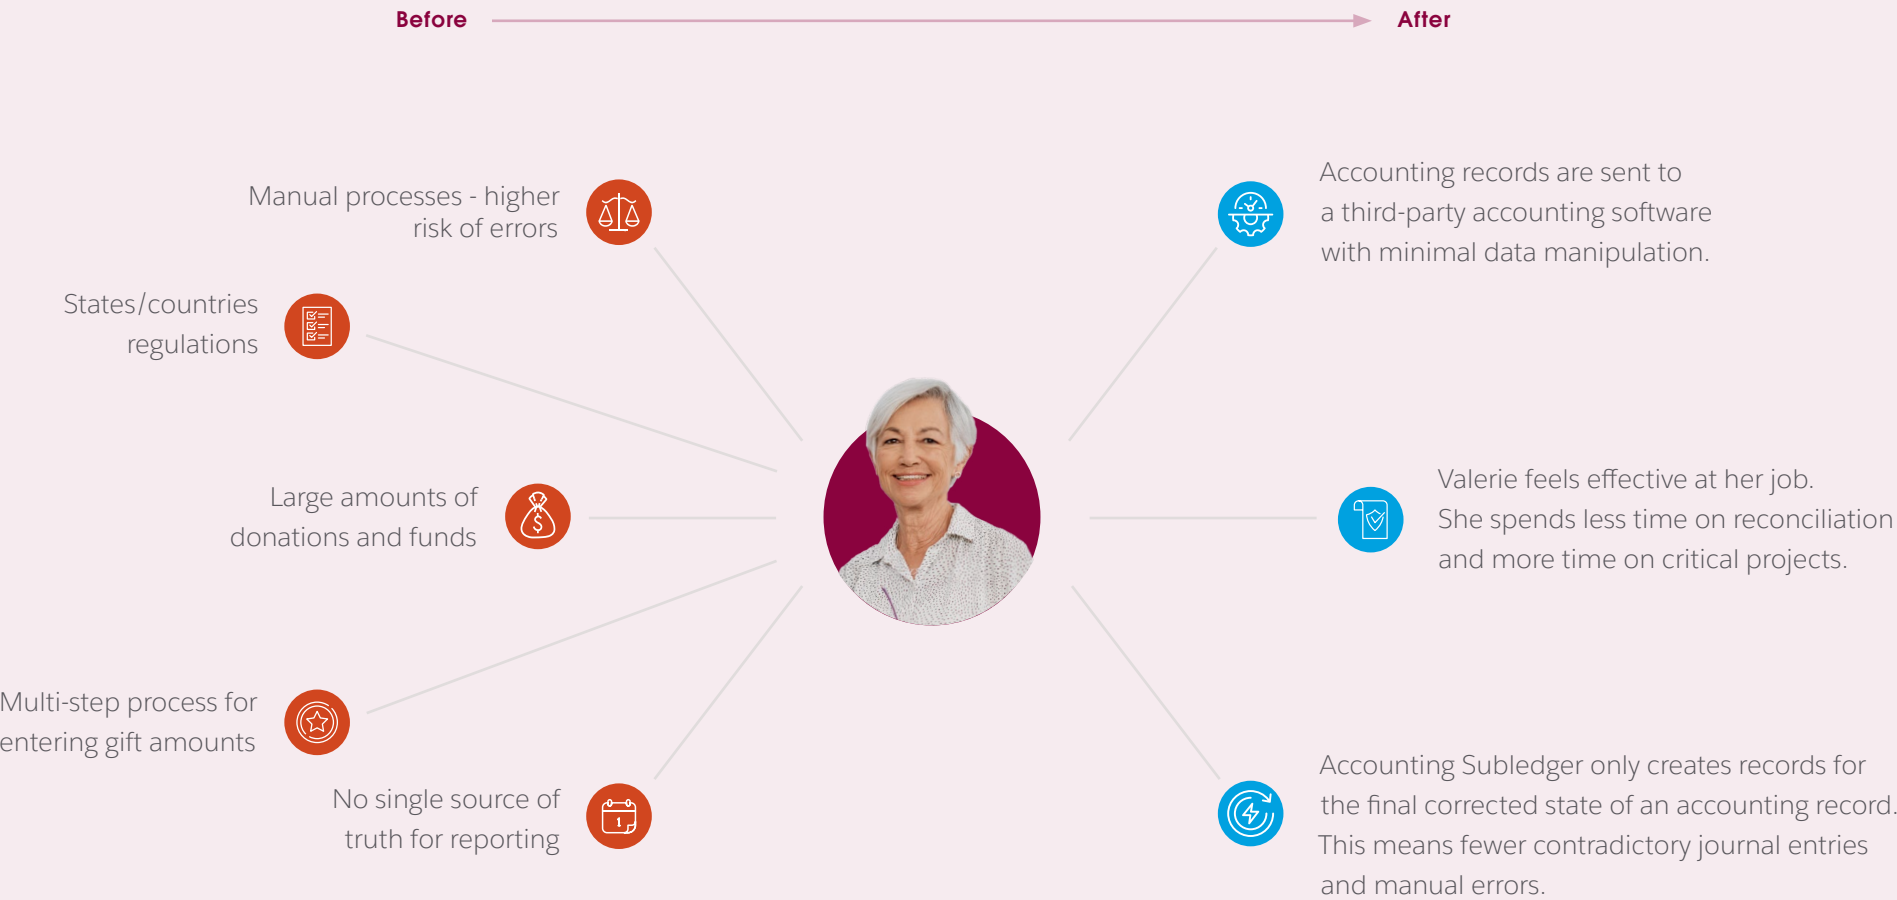 Before
After
Manual processes - higher
risk of errors
States/countries
regulations
Large amounts of
donations and funds
Multi-step process for
entering gift amounts
No single source of
truth for reporting
Accounting records are sent to
a third-party accounting software
with minimal data manipulation.
Valerie feels effective at her job.
She spends less time on reconciliation
and more time on critical projects.
Accounting Subledger only creates records for
the final corrected state of an accounting record.
This means fewer contradictory journal entries
and manual errors.
$
1